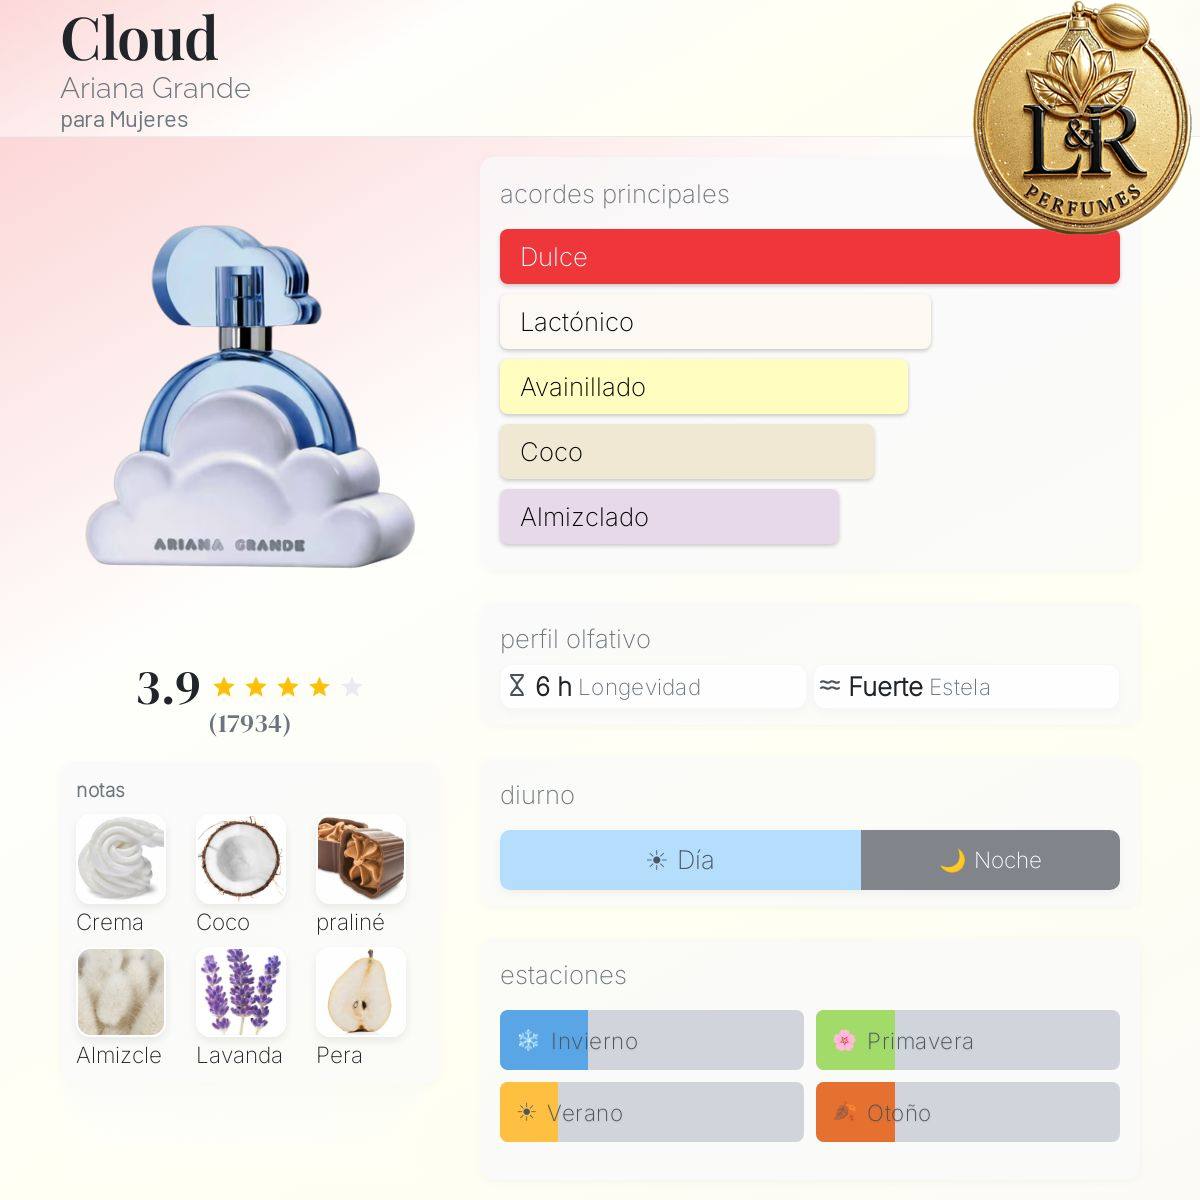 Cloud
Ariana Grande
para Mujeres
L&R
PERFUMES
acordes principales
Dulce
Lactónico
Avainillado
Coco
Almizclado
ARIANA GRANDE
perfil olfativo
6 h Longevidad
Fuerte Estela
3.9
(17934)
notas
Crema
Coco
praliné
Almizcle
Lavanda
Pera
diurno
Día
Noche
estaciones
Invierno
Primavera
Verano
Otoño